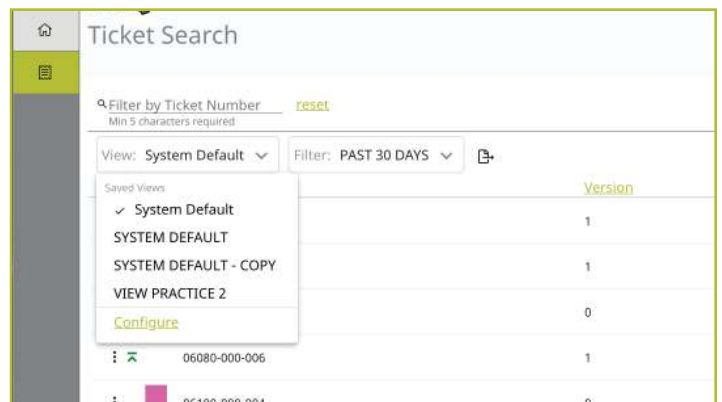 Ticket Search
Filter by Ticket Number reset
Min 5 characters required
View: System Default Filter: PAST 30 DAYS
Saved Views
Version
✓ System Default
1
SYSTEM DEFAULT
SYSTEM DEFAULT - COPY
1
VIEW PRACTICE 2
0
Configure
06080-000-006 1